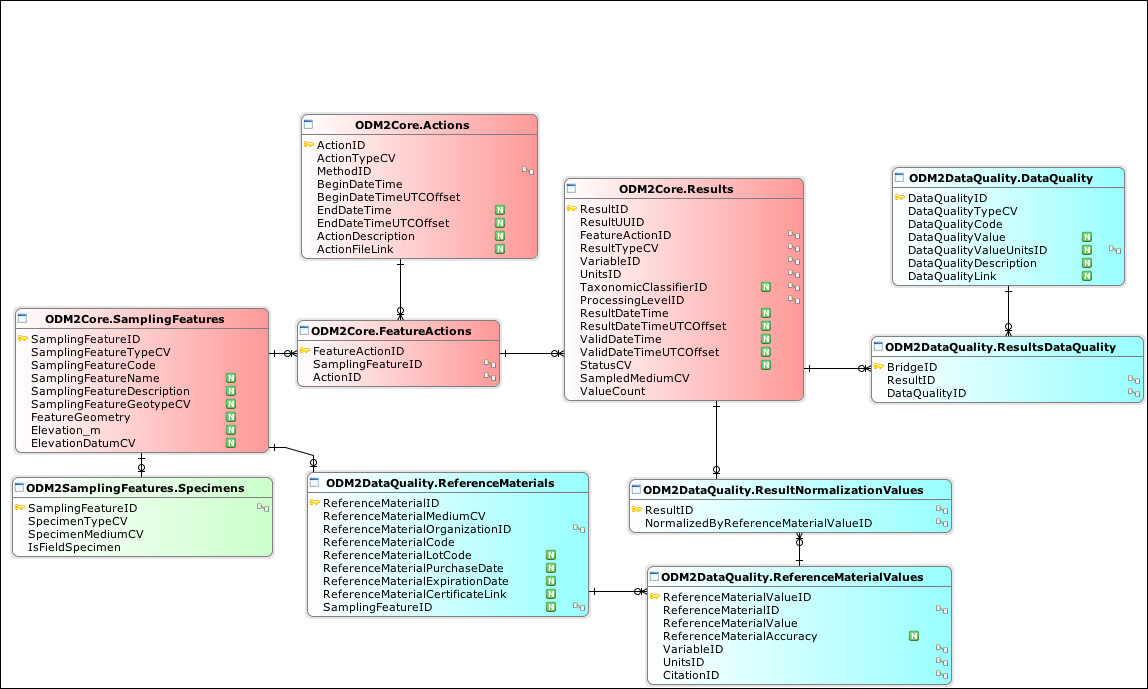 ODM2Core.Actions
ActionID
ActionTypeCV
MethodID
BeginDateTime
BeginDateTimeUTCOffset
EndDateTime N
EndDateTimeUTCOffset N
ActionDescription N
ActionFileLink N
ODM2Core.Results
ResultID
ResultUUID
FeatureActionID
ResultTypeCV
VariableID
UnitsID
TaxonomicClassifierID N
ProcessingLevelID
ResultDateTime N
ResultDateTimeUTCOffset N
ValidDateTime N
ValidDateTimeUTCOffset N
StatusCV N
SampledMediumCV
ValueCount
ODM2DataQuality.DataQuality
DataQualityID
DataQualityTypeCV
DataQualityCode
DataQualityValue N
DataQualityValueUnitsID N
DataQualityDescription N
DataQualityLink N
ODM2Core.SamplingFeatures
SamplingFeatureID
SamplingFeatureTypeCV
SamplingFeatureCode
SamplingFeatureName N
SamplingFeatureDescription N
SamplingFeatureGeotypeCV N
FeatureGeometry N
Elevation_m N
ElevationDatumCV N
ODM2Core.FeatureActions
FeatureActionID
SamplingFeatureID
ActionID
ODM2DataQuality.ResultsDataQuality
BridgeID
ResultID
DataQualityID
ODM2SamplingFeatures.Specimens
SamplingFeatureID
SpecimenTypeCV
SpecimenMediumCV
IsFieldSpecimen
ODM2DataQuality.ReferenceMaterials
ReferenceMaterialID
ReferenceMaterialMediumCV
ReferenceMaterialOrganizationID
ReferenceMaterialCode
ReferenceMaterialLotCode N
ReferenceMaterialPurchaseDate N
ReferenceMaterialExpirationDate N
ReferenceMaterialCertificateLink N
SamplingFeatureID N
ODM2DataQuality.ResultNormalizationValues
ResultID
NormalizedByReferenceMaterialValueID
ODM2DataQuality.ReferenceMaterialValues
ReferenceMaterialValueID
ReferenceMaterialID
ReferenceMaterialValue
ReferenceMaterialAccuracy N
VariableID
UnitsID
CitationID